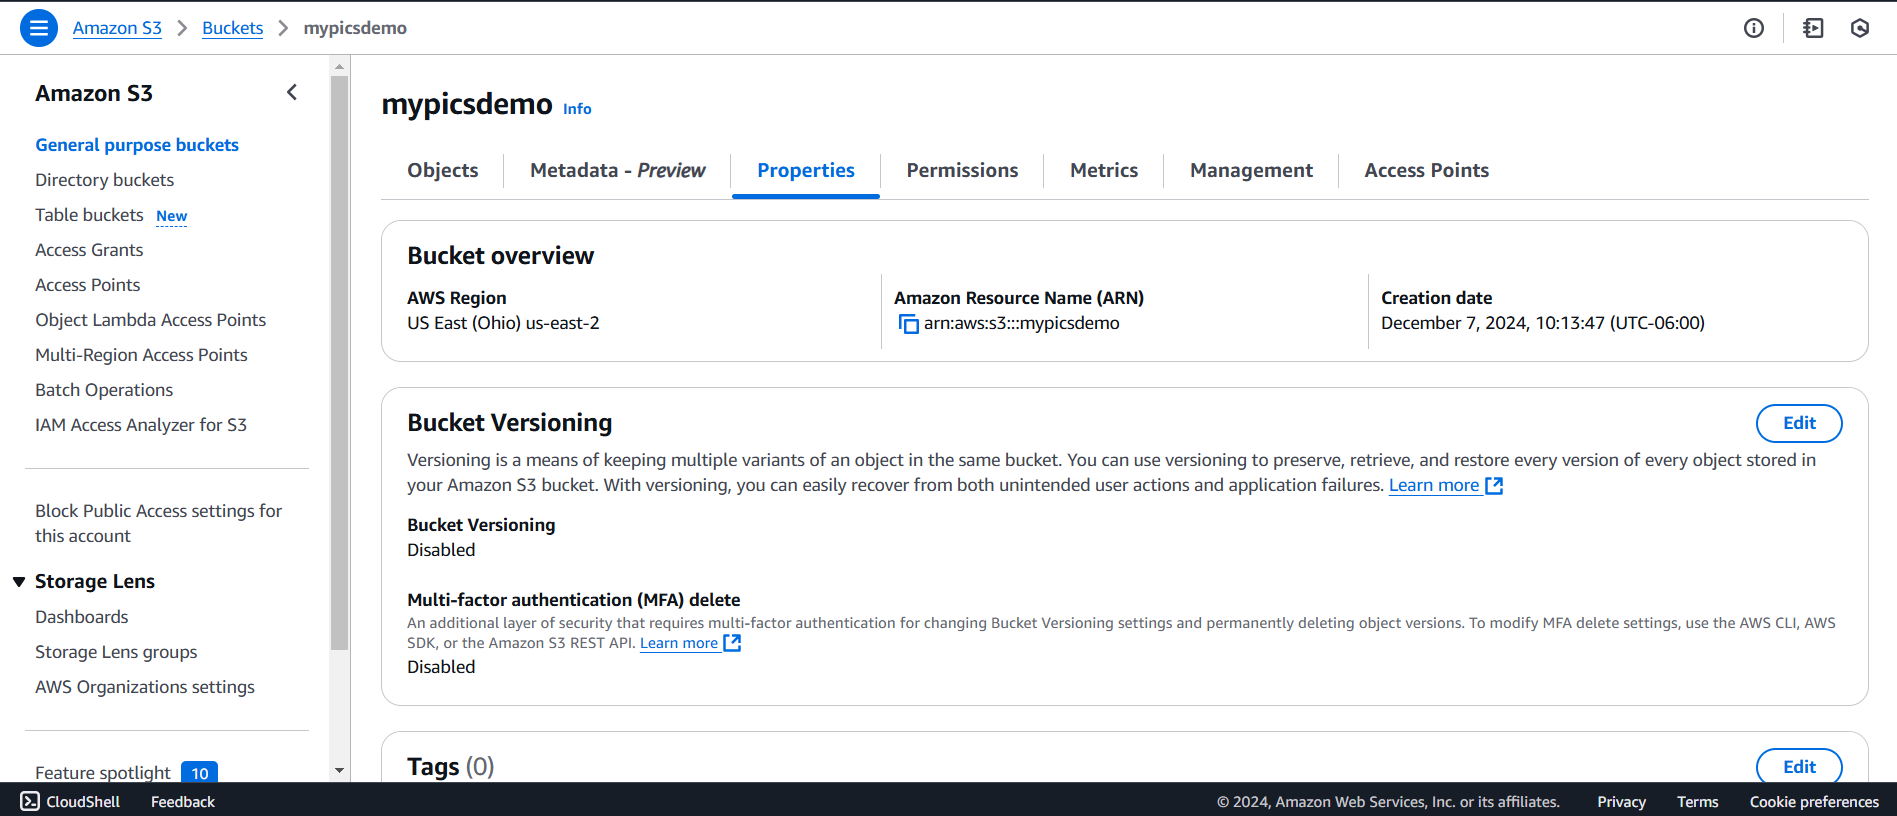 Amazon S3 > Buckets > mypicsdemo
Amazon S3
General purpose buckets
Directory buckets
Table buckets New
Access Grants
Access Points
Object Lambda Access Points
Multi-Region Access Points
Batch Operations
IAM Access Analyzer for S3
Block Public Access settings for
this account
Storage Lens
Dashboards
Storage Lens groups
AWS Organizations settings
Feature spotlight 10
mypicsdemo Info
Objects Metadata - Preview Properties Permissions Metrics Management Access Points
Bucket overview
AWS Region
US East (Ohio) us-east-2
Amazon Resource Name (ARN)
arn:aws:s3:::mypicsdemo
Creation date
December 7, 2024, 10:13:47 (UTC-06:00)
Bucket Versioning
Edit
Versioning is a means of keeping multiple variants of an object in the same bucket. You can use versioning to preserve, retrieve, and restore every version of every object stored in
your Amazon S3 bucket. With versioning, you can easily recover from both unintended user actions and application failures. Learn more
Bucket Versioning
Disabled
Multi-factor authentication (MFA) delete
An additional layer of security that requires multi-factor authentication for changing Bucket Versioning settings and permanently deleting object versions. To modify MFA delete settings, use the AWS CLI, AWS
SDK, or the Amazon S3 REST API. Learn more
Disabled
Tags (0)
Edit
CloudShell Feedback © 2024, Amazon Web Services, Inc. or its affiliates. Privacy Terms Cookie preferences